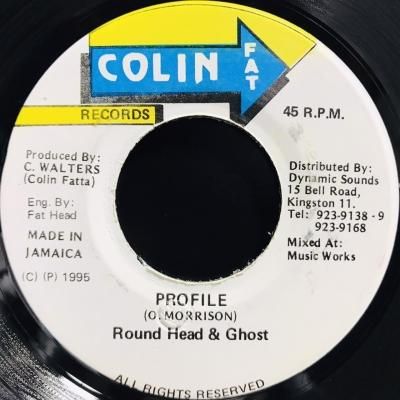 COLIN FAT
RECORDS
45 R.P.M.
Produced By:
C. WALTERS
(Colin Fatta)
Eng. By:
Fat Head
MADE IN
JAMAICA
(C) (P) 1995
Distributed By:
Dynamic Sounds
15 Bell Road,
Kingston 11.
Tel: 923-9138 - 9
923-9168
Mixed At:
Music Works
PROFILE
(O. MORRISON)
Round Head & Ghost
ALL RIGHTS RESERVED